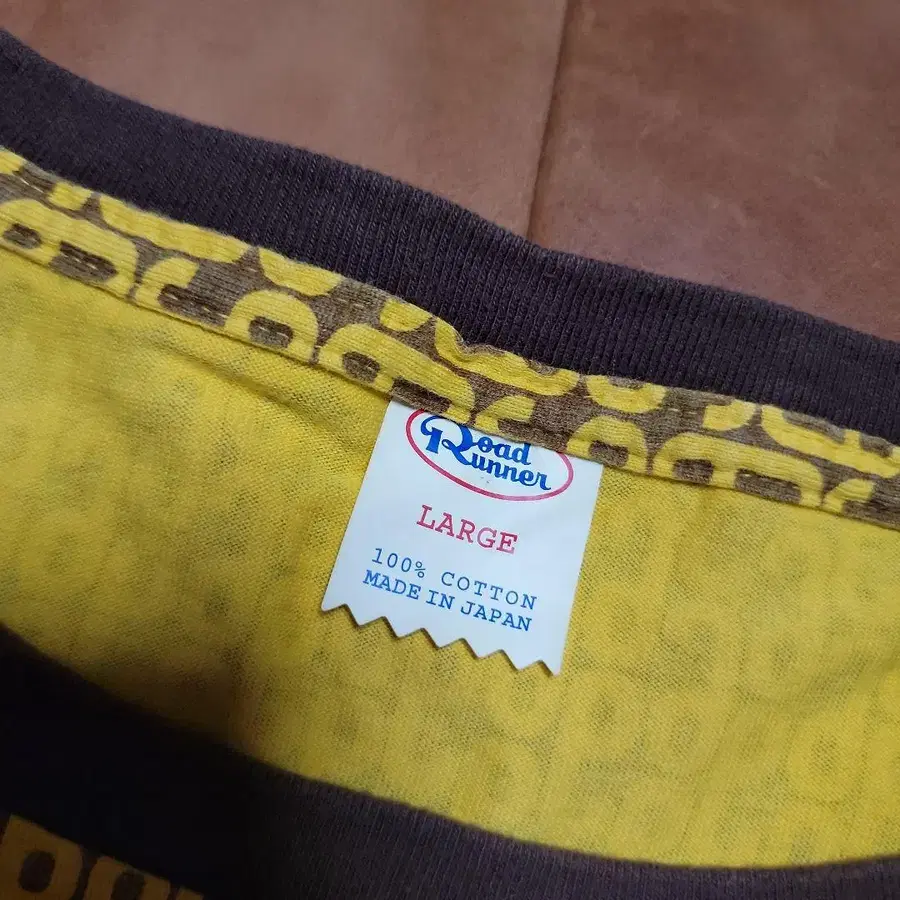 Road
Runner
LARGE
100% COTTON
MADE IN JAPAN